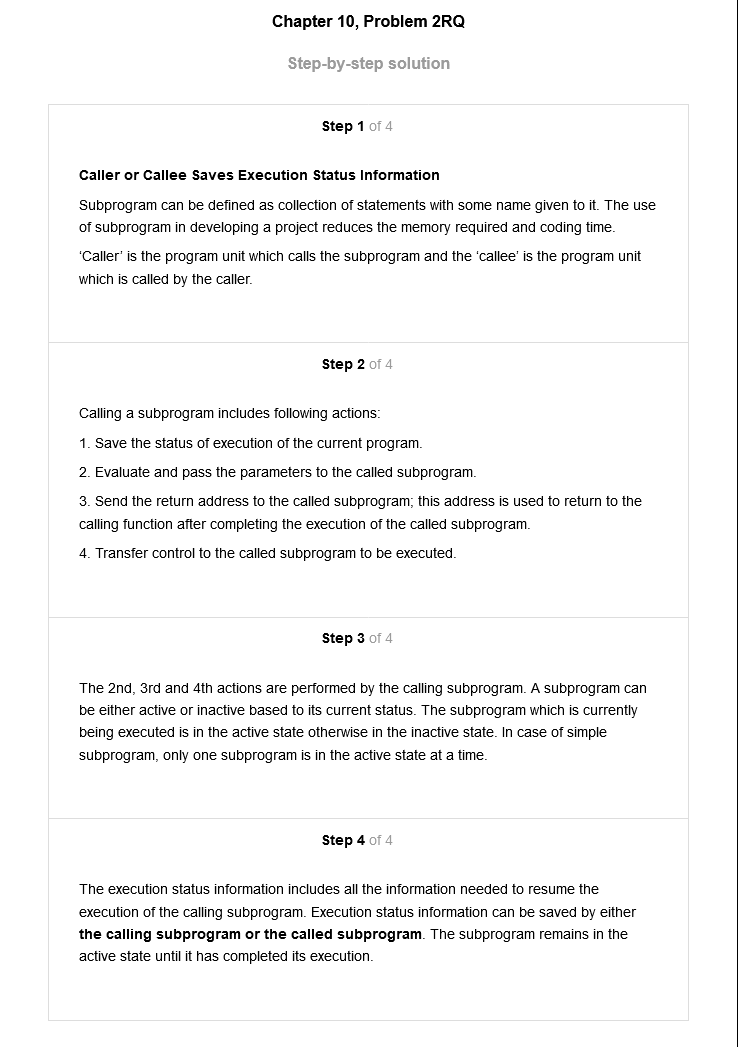 Chapter 10, Problem 2RQ
Step-by-step solution
Step 1 of 4
Caller or Callee Saves Execution Status Information
Subprogram can be defined as collection of statements with some name given to it. The use
of subprogram in developing a project reduces the memory required and coding time.
‘Caller’ is the program unit which calls the subprogram and the ‘callee’ is the program unit
which is called by the caller.
Step 2 of 4
Calling a subprogram includes following actions:
1. Save the status of execution of the current program.
2. Evaluate and pass the parameters to the called subprogram.
3. Send the return address to the called subprogram; this address is used to return to the
calling function after completing the execution of the called subprogram.
4. Transfer control to the called subprogram to be executed.
Step 3 of 4
The 2nd, 3rd and 4th actions are performed by the calling subprogram. A subprogram can
be either active or inactive based to its current status. The subprogram which is currently
being executed is in the active state otherwise in the inactive state. In case of simple
subprogram, only one subprogram is in the active state at a time.
Step 4 of 4
The execution status information includes all the information needed to resume the
execution of the calling subprogram. Execution status information can be saved by either
the calling subprogram or the called subprogram. The subprogram remains in the
active state until it has completed its execution.